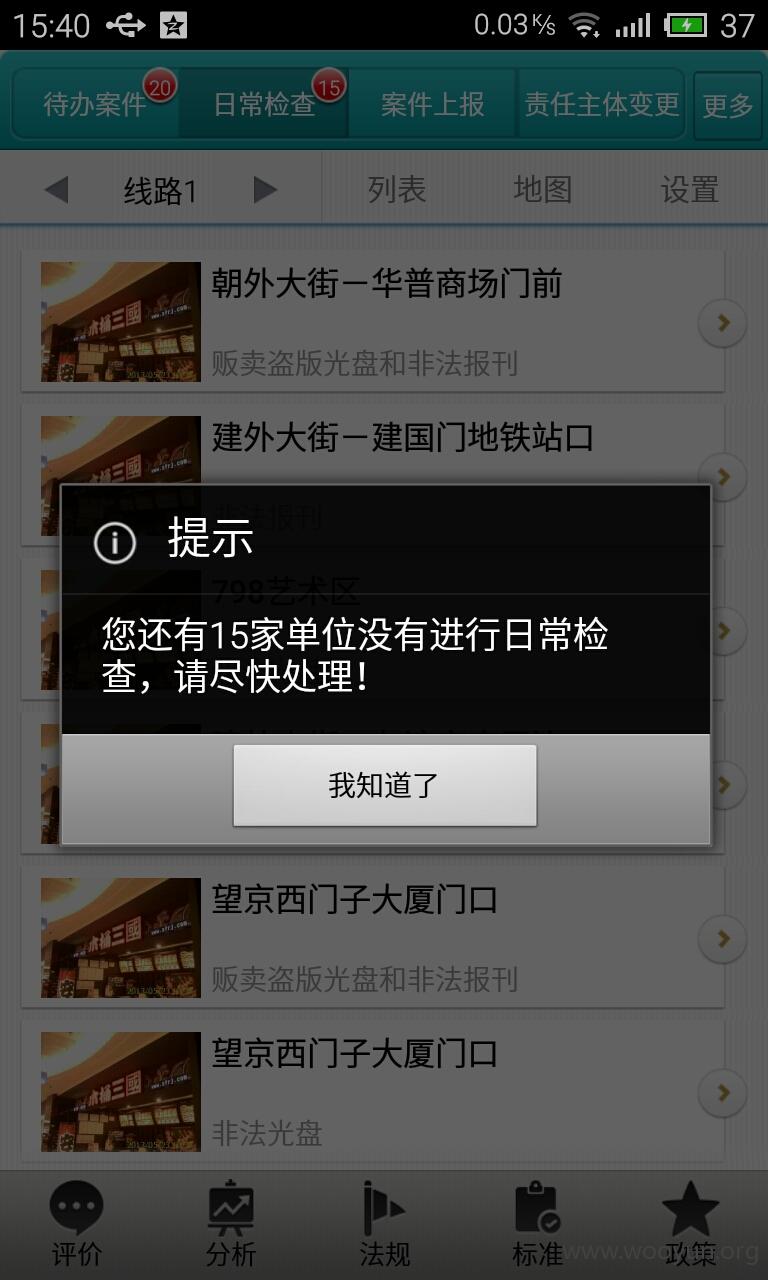 15:40 0.03 K/s 37
待办案件 20 日常检查 15 案件上报 责任主体变更 更多
线路1 列表 地图 设置
朝外大街－华普商场门前
贩卖盗版光盘和非法报刊
建外大街－建国门地铁站口
非法报刊
798艺术区
提示
您还有15家单位没有进行日常检
查，请尽快处理！
我知道了
望京西门子大厦门口
贩卖盗版光盘和非法报刊
望京西门子大厦门口
非法光盘
评价 分析 法规 标准 政策
www.wooyun.org